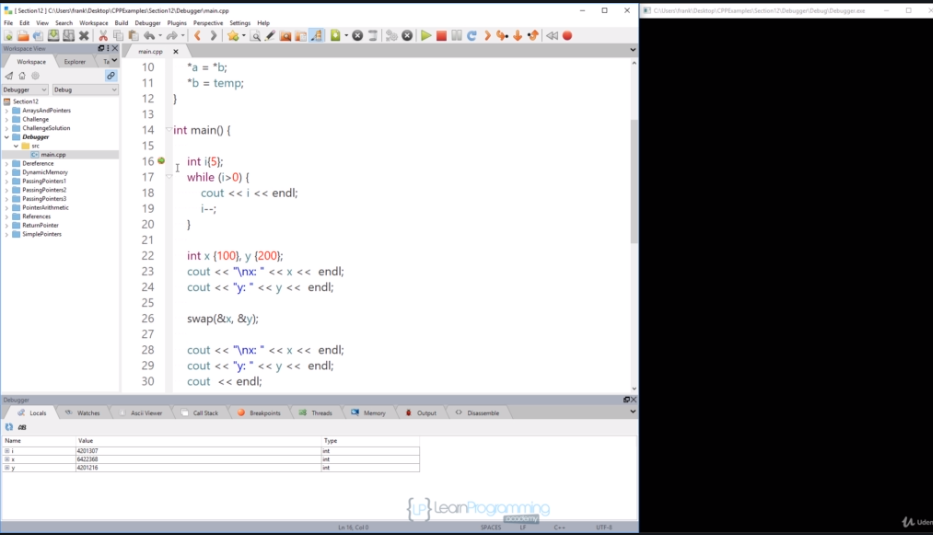 [ Section12 ] C:\Users\frank\Desktop\CPPExamples\Section12\Debugger\main.cpp
C:\Users\frank\Desktop\CPPExamples\Section12\Debugger\Debug\Debugger.exe
File Edit View Search Workspace Build Debugger Plugins Perspective Settings Help
Workspace View
Workspace Explorer
Debugger Debug
Section12
ArraysAndPointers
Challenge
ChallengeSolution
Debugger
src
main.cpp
Dereference
DynamicMemory
PassingPointers1
PassingPointers2
PassingPointers3
PointerArithmetic
References
ReturnPointer
SimplePointers
main.cpp
10 *a = *b;
11 *b = temp;
12 }
13
14 int main() {
15
16 int i{5};
17 while (i>0) {
18 cout << i << endl;
19 i--;
20 }
21
22 int x {100}, y {200};
23 cout << "\nx: " << x << endl;
24 cout << "y: " << y << endl;
25
26 swap(&x, &y);
27
28 cout << "\nx: " << x << endl;
29 cout << "y: " << y << endl;
30 cout << endl;
Debugger
Locals Watches Ascii Viewer Call Stack Breakpoints Threads Memory Output Disassemble
Name Value Type
i 4201307 int
x 6422368 int
y 4201216 int
{LP} LearnProgramming
academy
Ln 16, Col 0 SPACES LF C++ UTF-8